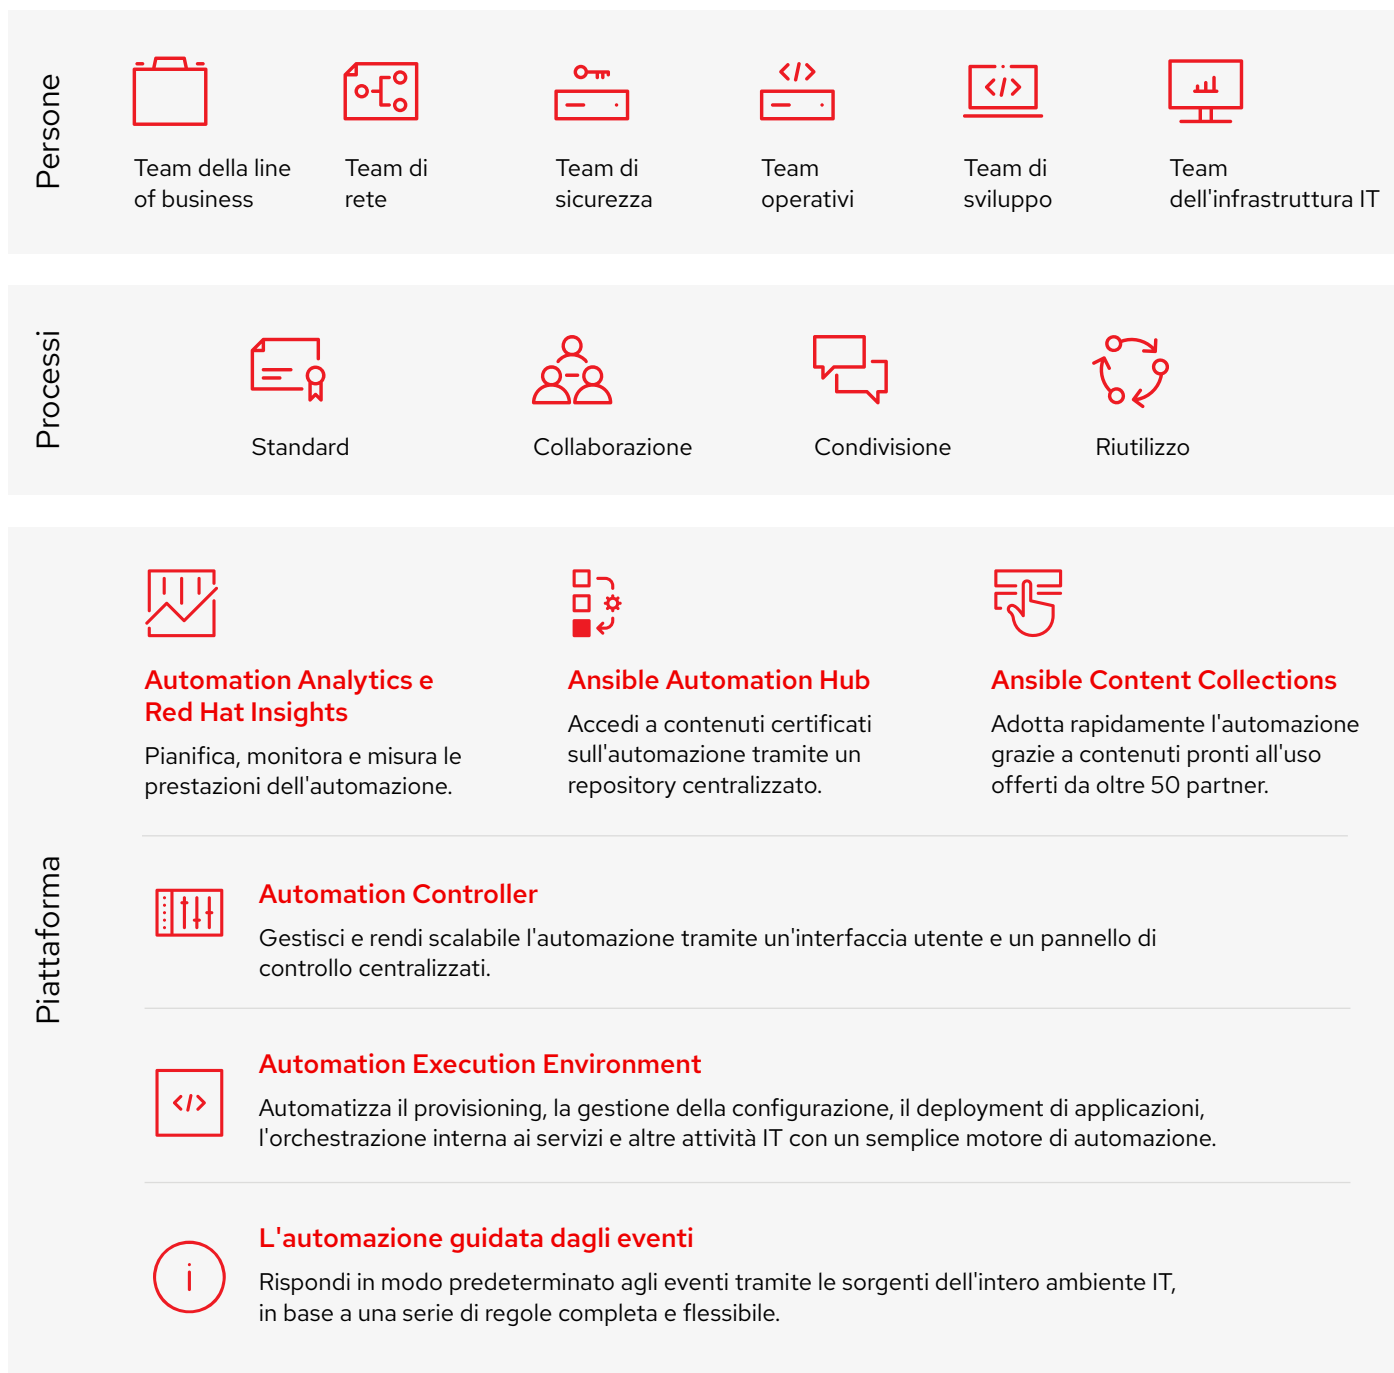 Persone
Team della line
of business
Team di
rete
Team di
sicurezza
Team
operativi
Team di
sviluppo
Team
dell'infrastruttura IT
Processi
Standard
Collaborazione
Condivisione
Riutilizzo
Piattaforma
Automation Analytics e
Red Hat Insights
Pianifica, monitora e misura le
prestazioni dell'automazione.
Ansible Automation Hub
Accedi a contenuti certificati
sull'automazione tramite un
repository centralizzato.
Ansible Content Collections
Adotta rapidamente l'automazione
grazie a contenuti pronti all'uso
offerti da oltre 50 partner.
Automation Controller
Gestisci e rendi scalabile l'automazione tramite un'interfaccia utente e un pannello di
controllo centralizzati.
Automation Execution Environment
Automatizza il provisioning, la gestione della configurazione, il deployment di applicazioni,
l'orchestrazione interna ai servizi e altre attività IT con un semplice motore di automazione.
L'automazione guidata dagli eventi
Rispondi in modo predeterminato agli eventi tramite le sorgenti dell'intero ambiente IT,
in base a una serie di regole completa e flessibile.